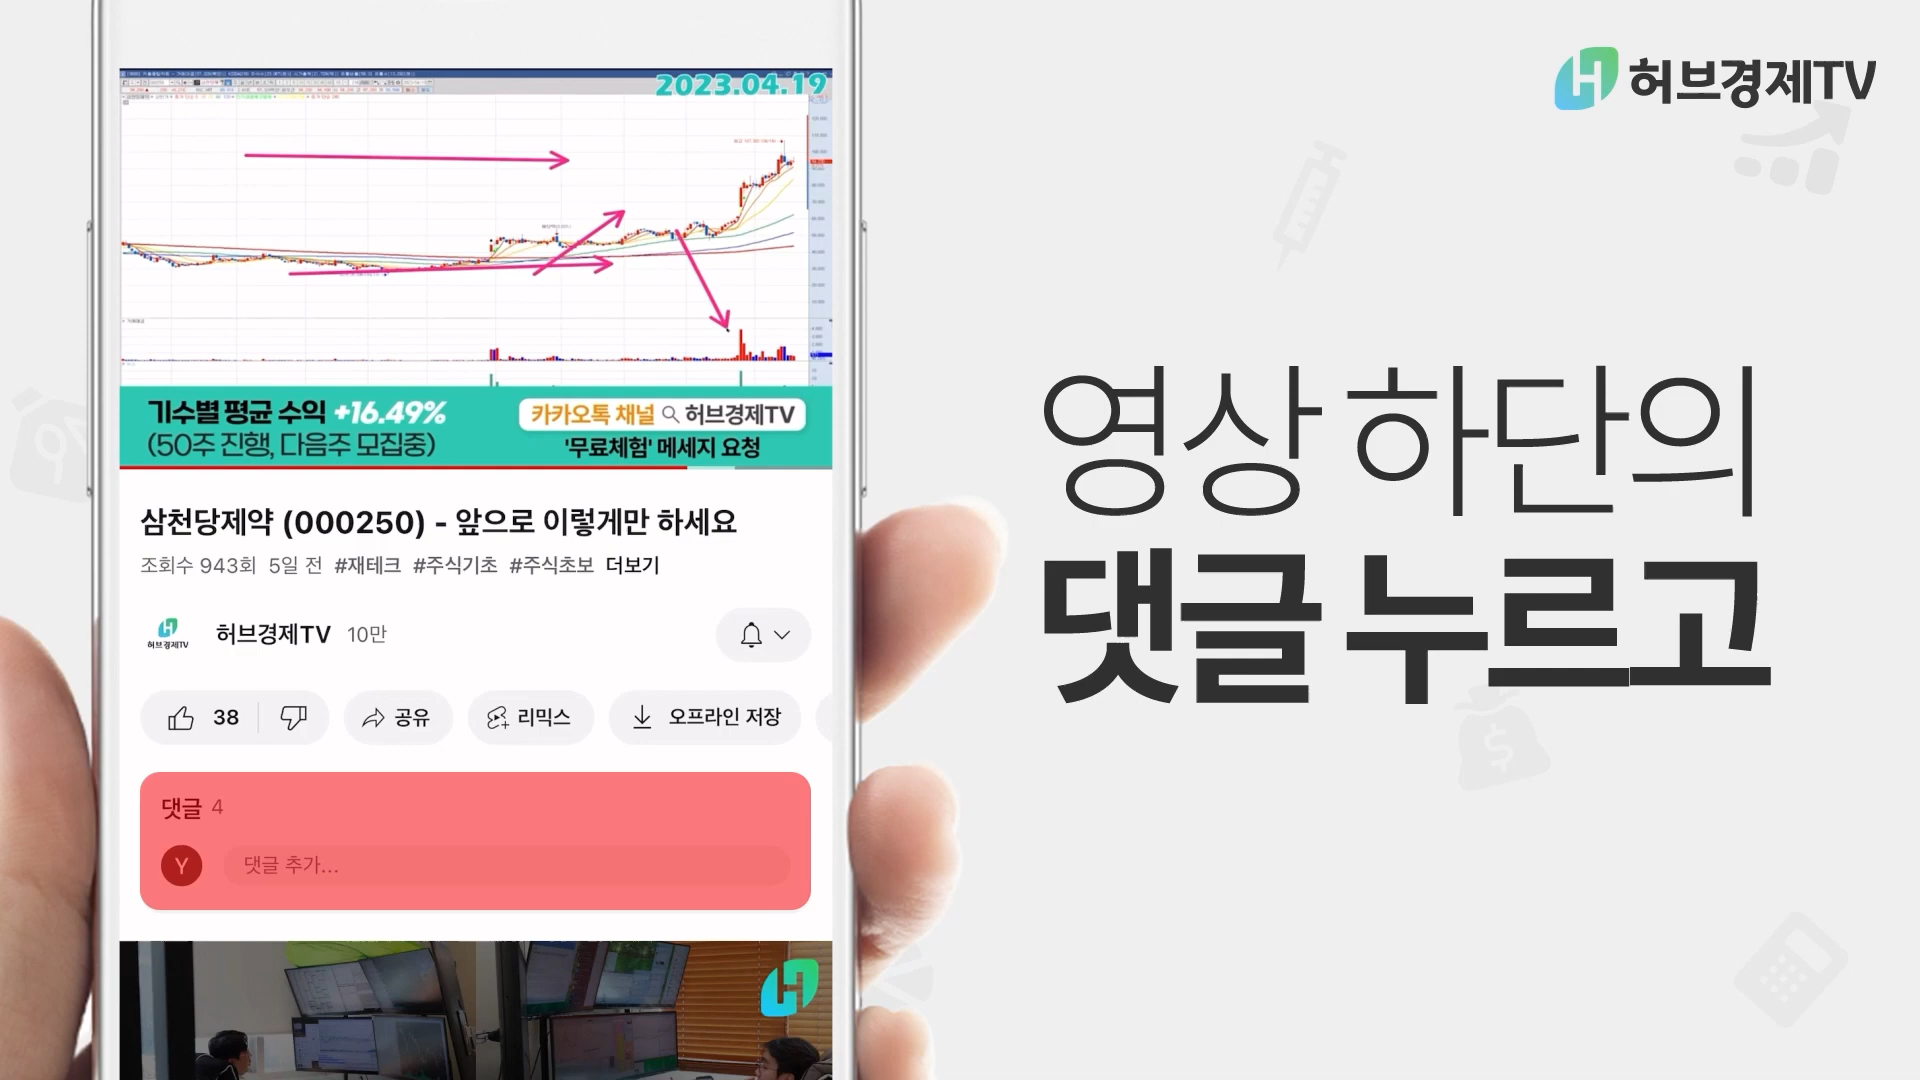 2023.04.19
기수별 평균 수익 +16.49%
(50주 진행, 다음주 모집중)
카카오톡 채널 허브경제TV
'무료체험' 메세지 요청
삼천당제약 (000250) - 앞으로 이렇게만 하세요
조회수 943회 5일 전 #재테크 #주식기초 #주식초보 더보기
허브경제TV
허브경제TV 10만
38
공유
리믹스
오프라인 저장
댓글 4
Y
댓글 추가...
허브경제TV
영상 하단의
댓글 누르고